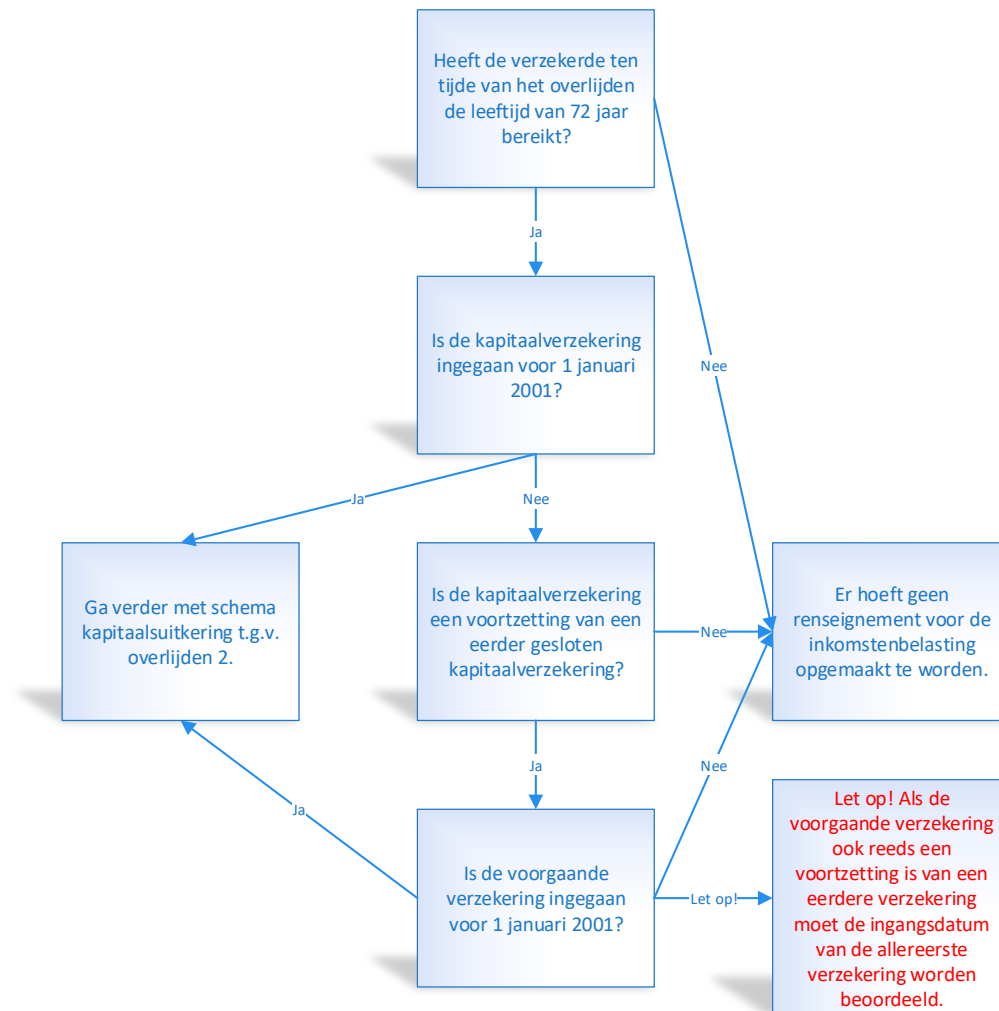 Heeft de verzekerde ten
tijde van het overlijden
de leeftijd van 72 jaar
bereikt?
Ja
Is de kapitaalverzekering
ingegaan voor 1 januari
2001?
Nee
Ja
Nee
Ga verder met schema
kapitaalsuitkering t.g.v.
overlijden 2.
Is de kapitaalverzekering
een voortzetting van een
eerder gesloten
kapitaalverzekering?
Nee
Er hoeft geen
renseignement voor de
inkomstenbelasting
opgemaakt te worden.
Ja
Nee
Ja
Is de voorgaande
verzekering ingegaan
voor 1 januari 2001?
Let op!
Let op! Als de
voorgaande verzekering
ook reeds een
voortzetting is van een
eerdere verzekering
moet de ingangsdatum
van de allereerste
verzekering worden
beoordeeld.